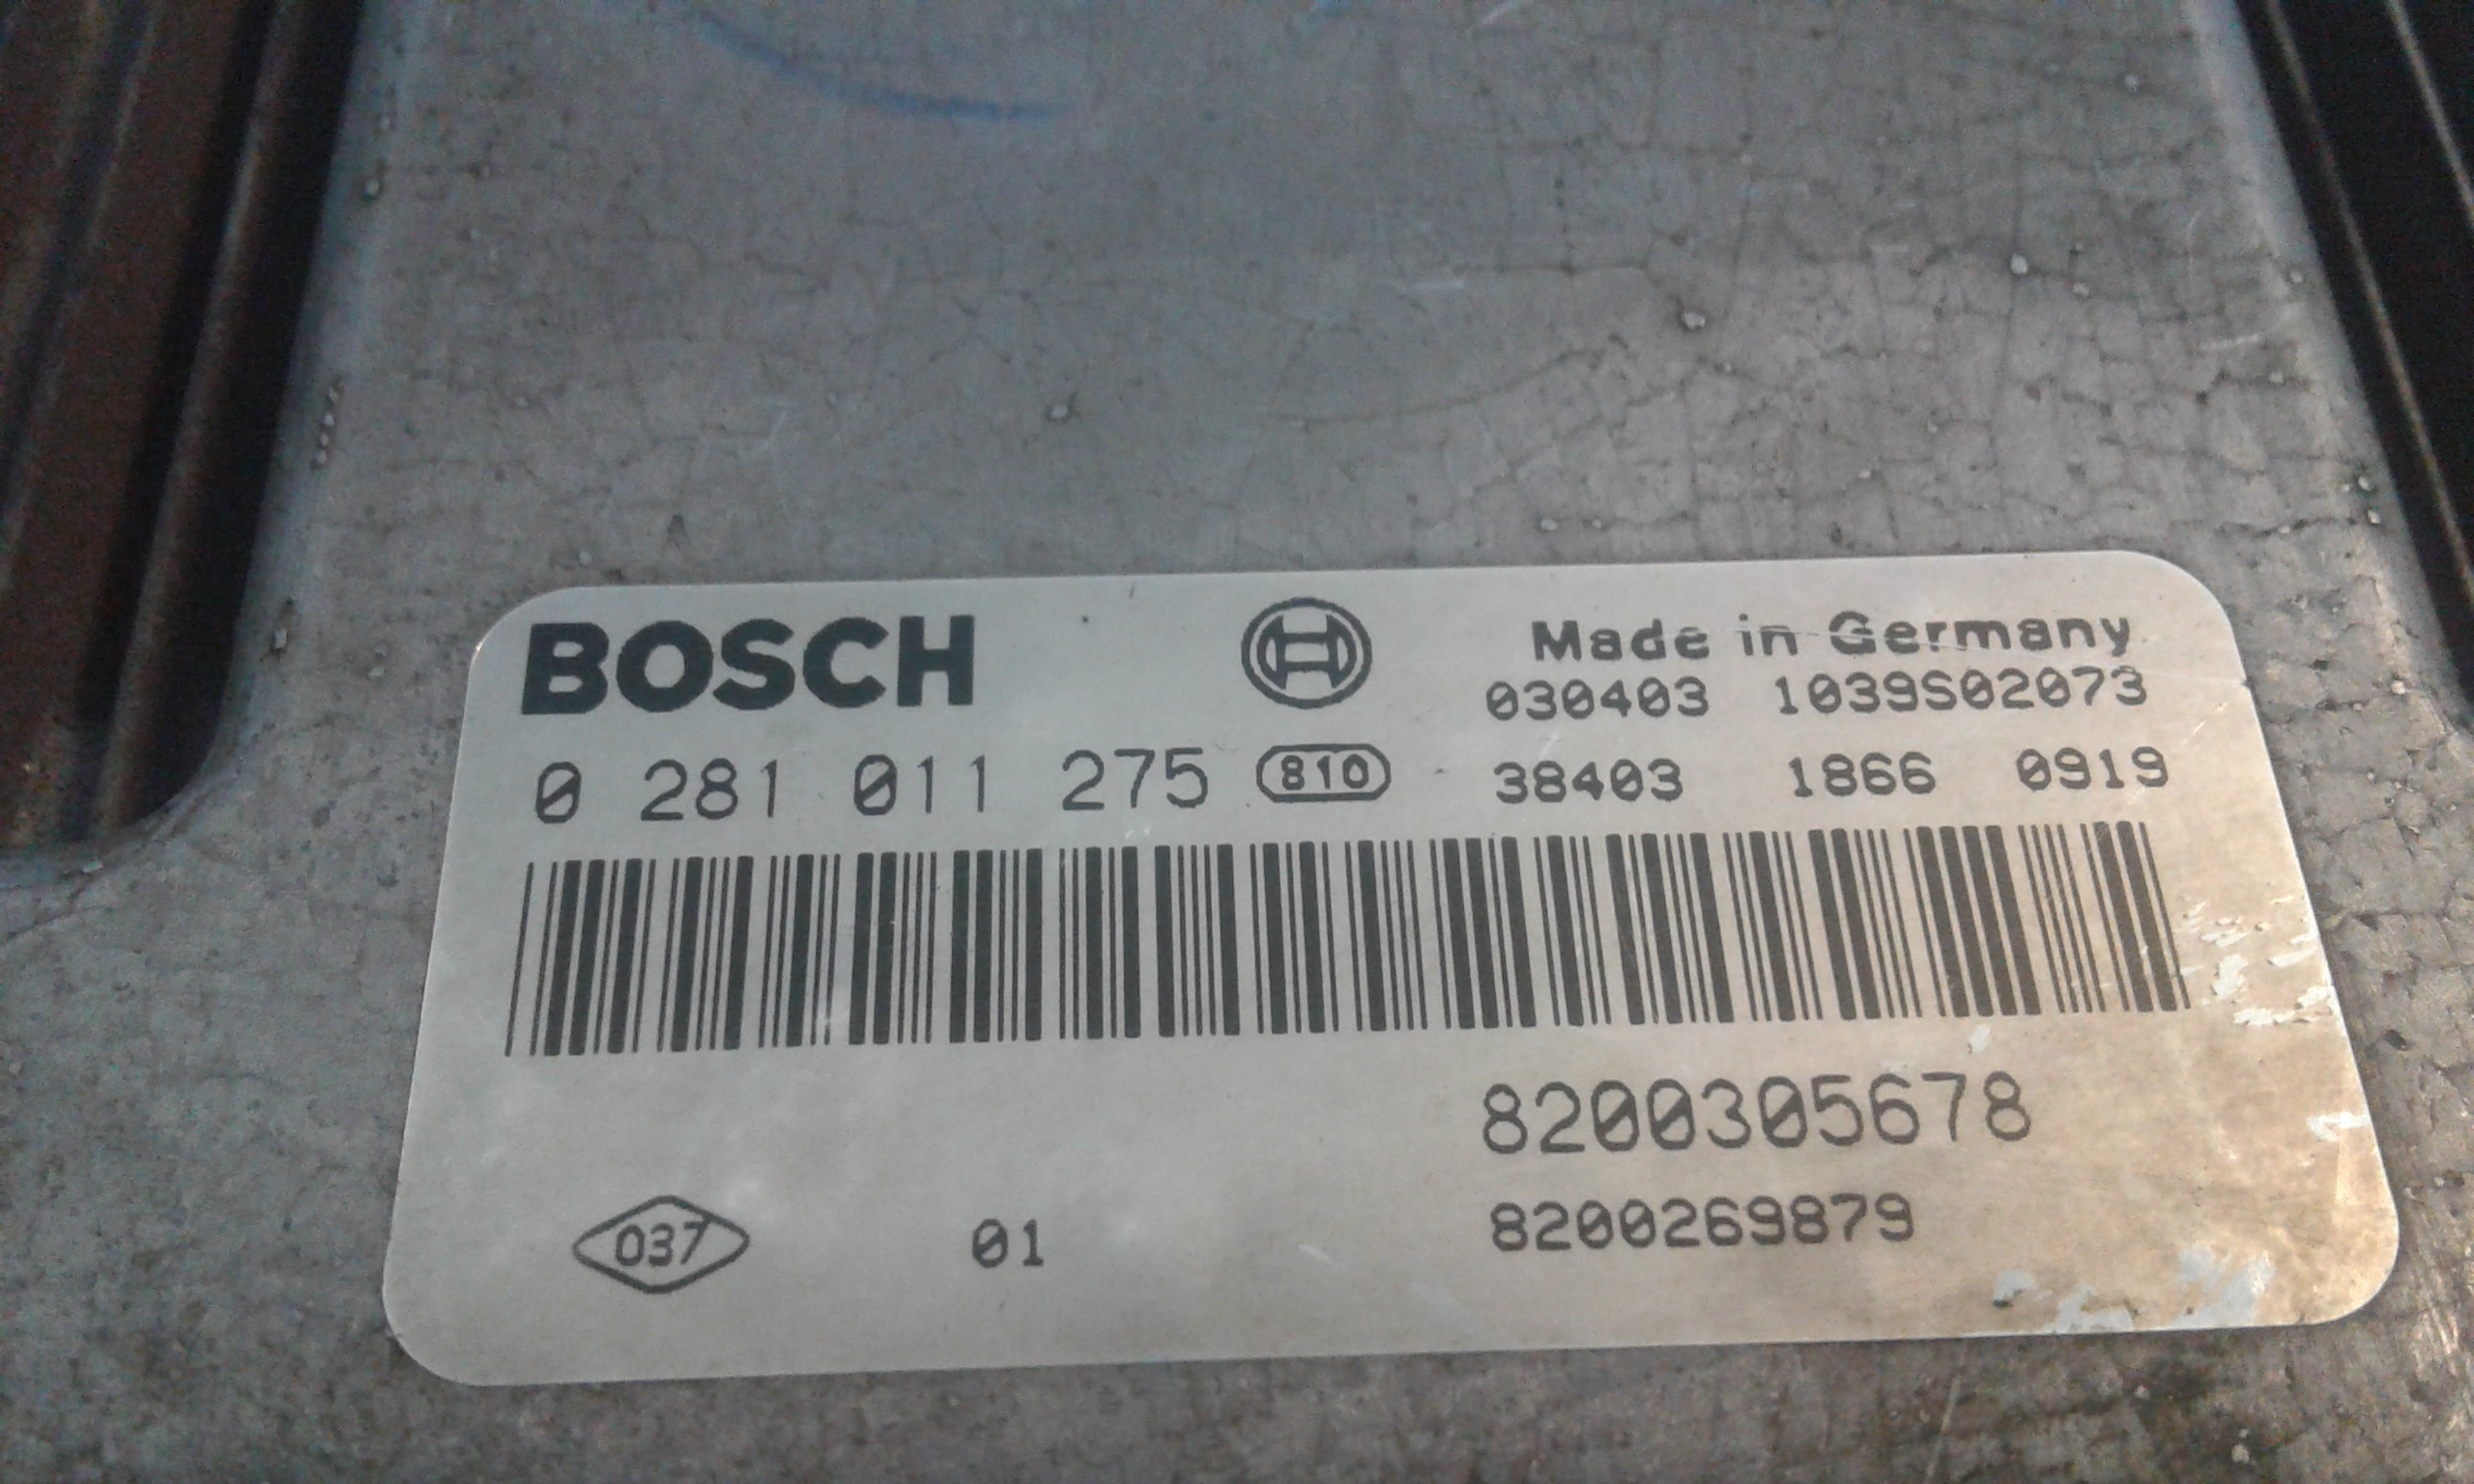 BOSCH
Made in Germany
030403 1039S02073
0 281 011 275 810 38403 1866 0919
8200305678
037 01 8200269879